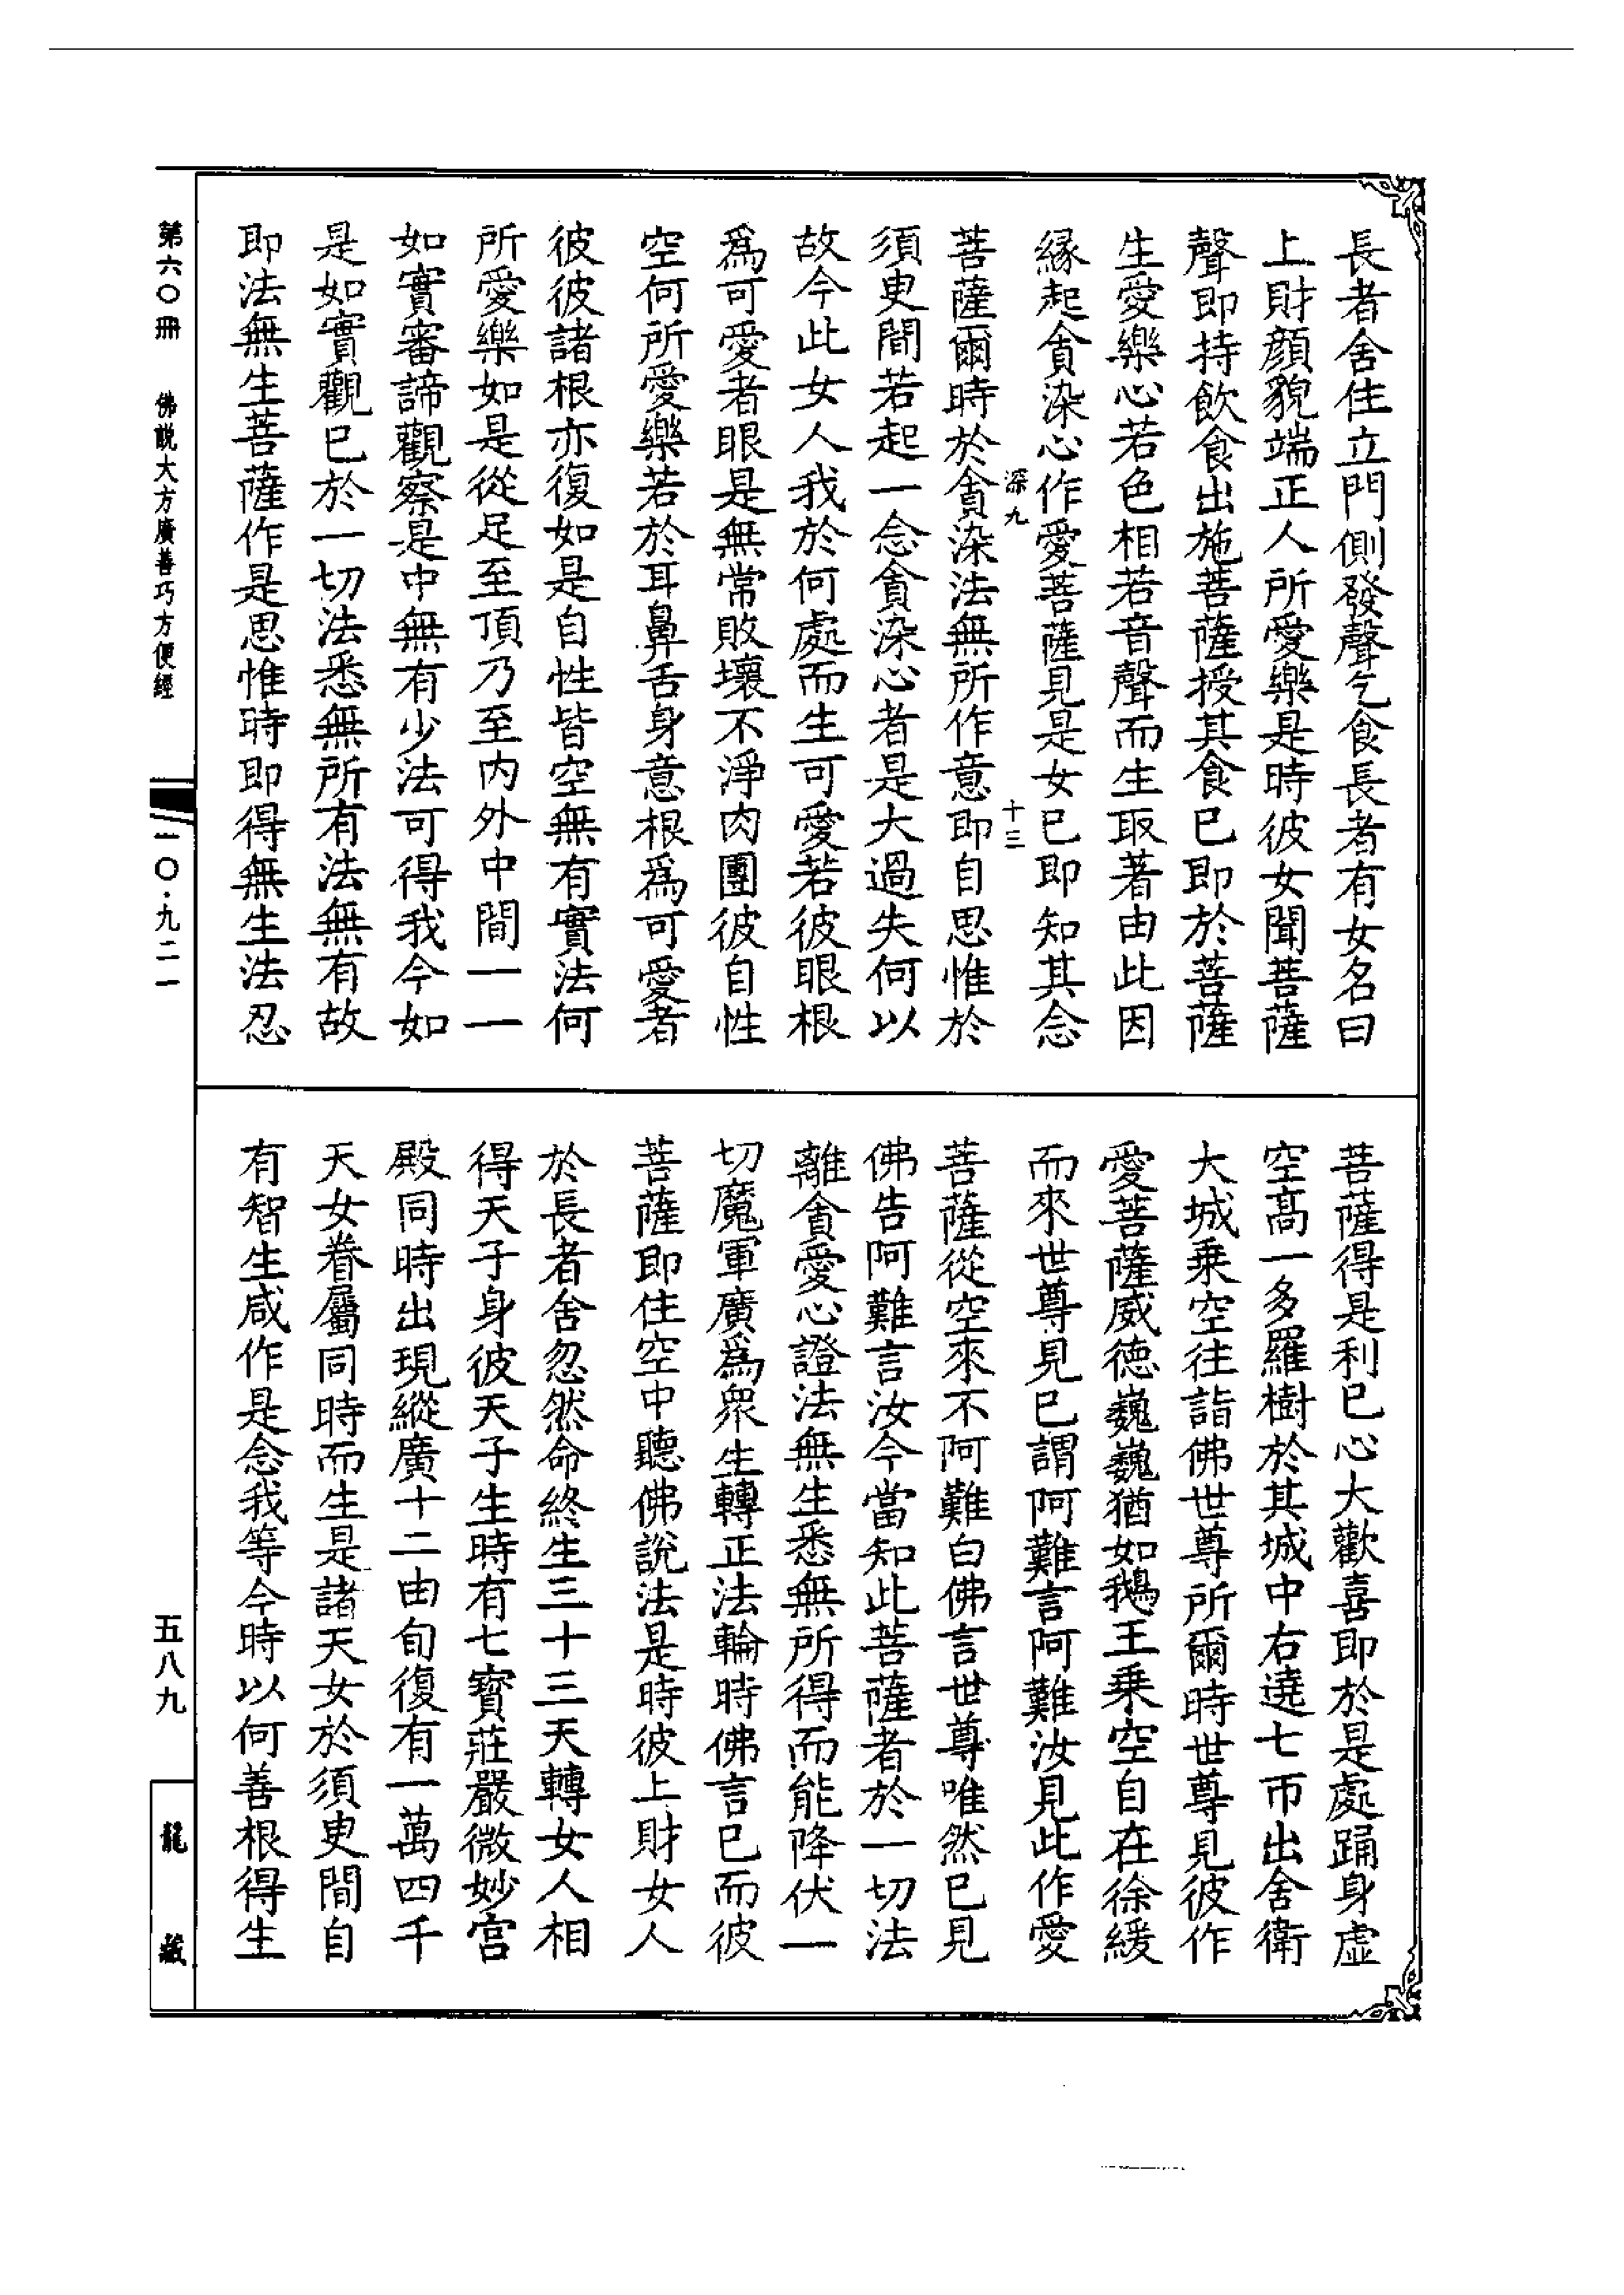 長者舍住立門側發聲乞食長者有女名曰
上財顏貌端正人所愛樂是時彼女聞菩薩
聲即持飲食出施菩薩授其食已即於菩薩
生愛樂心若色相若音聲而生取著由此因
緣起貪染心作愛菩薩見是女已即知其念
深九
十三
菩薩爾時於貪染法無所作意即自思惟於
須臾間若起一念貪染心者是大過失何以
故今此女人我於何處而生可愛若彼眼根
為可愛者眼是無常敗壞不淨肉團彼自性
空何所愛樂若於耳鼻舌身意根為可愛者
彼彼諸根亦復如是自性皆空無有實法何
所愛樂如是從足至頂乃至內外中間一一
如實審諦觀察是中無有少法可得我今如
是如實觀已於一切法悉無所有法無有故
即法無生菩薩作是思惟時即得無生法忍
菩薩得是利已心大歡喜即於是處踊身虛
空高一多羅樹於其城中右遶七帀出舍衛
大城乘空往詣佛世尊所爾時世尊見彼作
愛菩薩威德巍巍猶如鵝王乘空自在徐緩
而來世尊見已謂阿難言阿難汝見此作愛
菩薩從空來不阿難白佛言世尊唯然已見
佛告阿難言汝今當知此菩薩者於一切法
離貪愛心證法無生悉無所得而能降伏一
切魔軍廣為眾生轉正法輪時佛言已而彼
菩薩即住空中聽佛說法是時彼上財女人
於長者舍忽然命終生三十三天轉女人相
得天子身彼天子生時有七寶莊嚴微妙宮
殿同時出現縱廣十二由旬復有一萬四千
天女眷屬同時而生是諸天女於須臾間自
有智生咸作是念我等今時以何善根得生
第六〇冊 佛說大方廣善巧方便經
一〇·九二一
五八九
龍藏